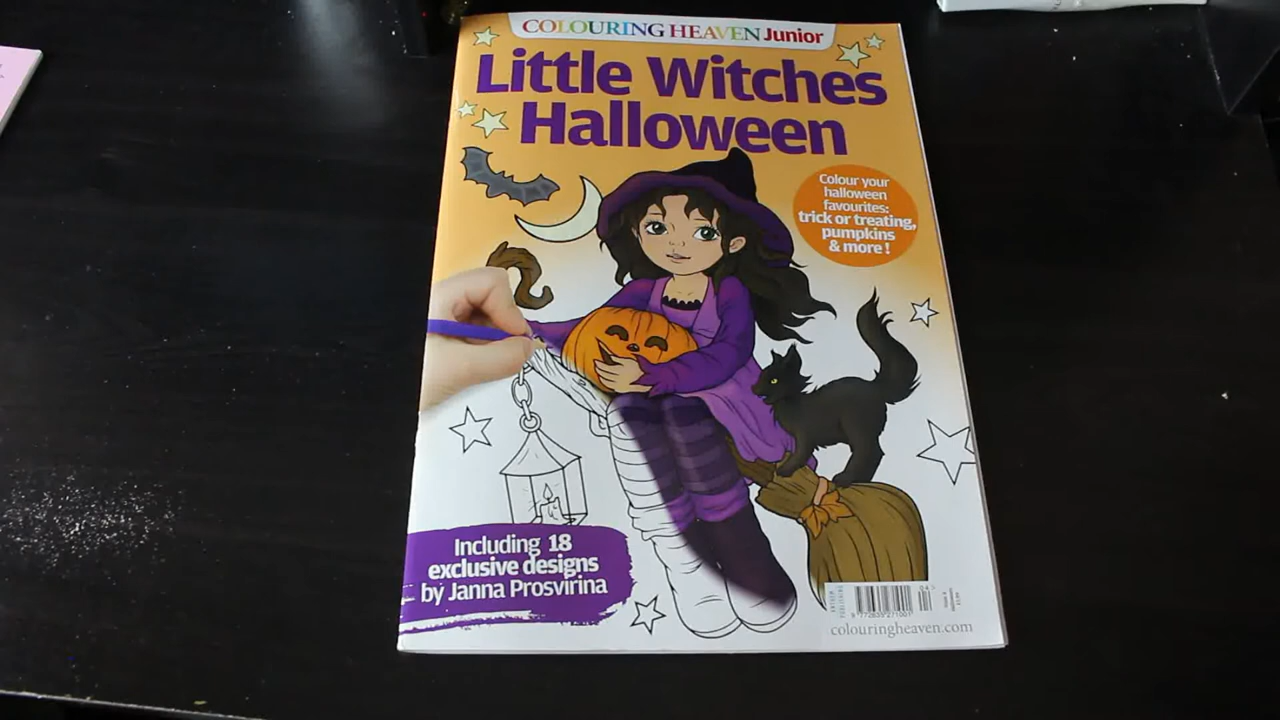 COLOURING HEAVEN Junior
Little Witches
Halloween
Colour your
halloween
favourites:
trick or treating,
pumpkins
& more!
Including 18
exclusive designs
by Janna Prosvirina
colouringheaven.com